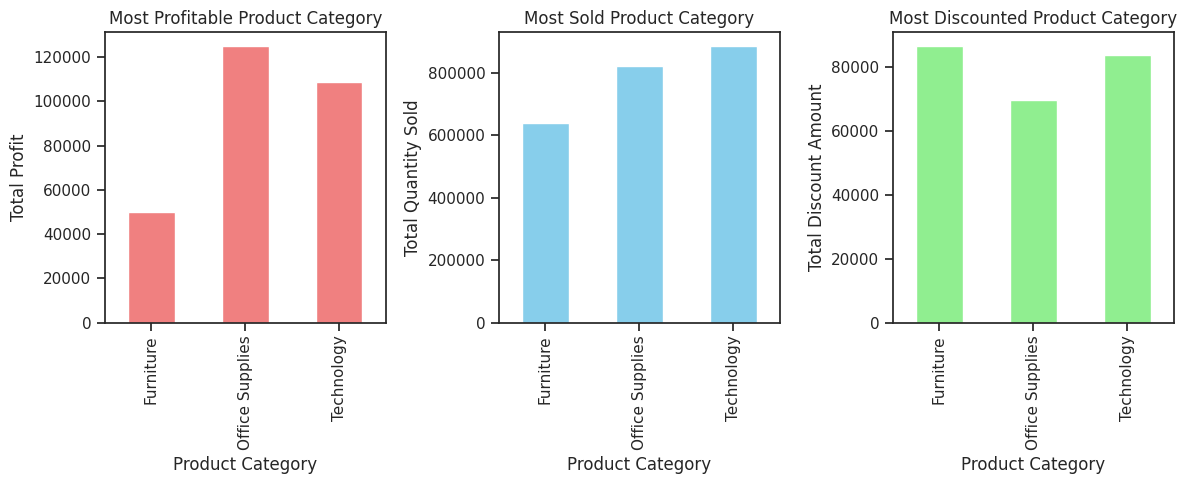 Most Profitable Product Category
Total Profit
120000
100000
80000
60000
40000
20000
0
Furniture
Office Supplies
Technology
Product Category
Most Sold Product Category
Total Quantity Sold
800000
600000
400000
200000
0
Furniture
Office Supplies
Technology
Product Category
Most Discounted Product Category
Total Discount Amount
80000
60000
40000
20000
0
Furniture
Office Supplies
Technology
Product Category